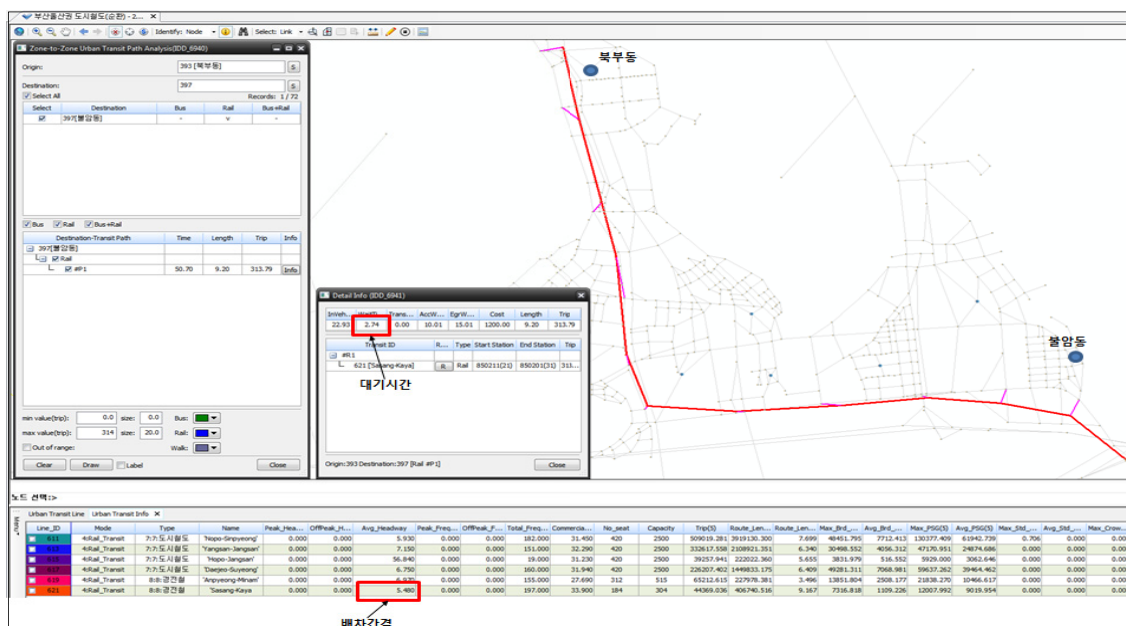 부산울산권 도시철도(순환) - 2...
Identify: Node
Select: Link
Zone-to-Zone Urban Transit Path Analysis(IDD_6940)
Origin: 393 [북부동] S
Destination: 397 S
Select All Records: 1 / 72
Select Destination Bus Rail Bus+Rail
397[불암동] - v -
Bus Rail Bus+Rail
Destination-Transit Path Time Length Trip Info
397[불암동]
Rail
#P1 50.70 9.20 313.79 Info
min value(trip): 0.0 size: 0.0 Bus:
max value(trip): 314 size: 20.0 Rail:
Out of range: Walk:
Clear Draw Label Close
북부동
불암동
Detail Info (IDD_6941)
InVeh... WaitTi... Trans... AccW... EgrW... Cost Length Trip
22.93 2.74 0.00 10.01 15.01 1200.00 9.20 313.79
Transit ID R... Type Start Station End Station Trip
#R1
621 [Sasang-Kaya] R Rail 850211(21) 850201(31) 313...
대기시간
Origin:393 Destination:397 [Rail #P1] Close
노드 선택:>
Menu
Urban Transit Line Urban Transit Info
Line_ID Mode Type Name Peak_Hea... OffPeak_H... Avg_Headway Peak_Freq... OffPeak_F... Total_Freq... Commercia... No_seat Capacity Trip(S) Route_Len... Route_Len... Max_Brd_... Avg_Brd_... Max_PSG(S) Avg_PSG(S) Max_Std_... Avg_Std_... Max_Crow...
611 4:Rail_Transit 7:7:도시철도 'Nopo-Sinpyeong' 0.000 0.000 5.930 0.000 0.000 182.000 31.450 420 2500 509019.281 3919130.300 7.699 48451.795 7712.413 130377.409 61942.739 0.706 0.000 0.00
4:Rail_Transit 7:7:도시철도 'Yangsan-Jangsan' 0.000 0.000 7.150 0.000 0.000 151.000 32.290 420 2500 332617.558 2108921.351 6.340 30498.552 4056.312 47170.951 24874.686 0.000 0.000 0.00
4:Rail_Transit 7:7:도시철도 'Hopo-Jangsan' 0.000 0.000 56.840 0.000 0.000 19.000 31.230 420 2500 39257.941 222022.360 5.655 3831.979 516.552 5929.000 3062.646 0.000 0.000 0.00
4:Rail_Transit 7:7:도시철도 'Daejeo-Suyeong' 0.000 0.000 6.750 0.000 0.000 160.000 31.940 420 2500 226207.402 1449833.175 6.409 49281.311 7068.981 59637.262 39464.462 0.000 0.000 0.00
619 4:Rail_Transit 8:8:경전철 'Anpyeong-Minam' 0.000 0.000 6.970 0.000 0.000 155.000 27.690 312 515 65212.615 227978.381 3.496 13851.804 2508.177 21838.270 10466.617 0.000 0.000 0.00
621 4:Rail_Transit 8:8:경전철 'Sasang-Kaya' 0.000 0.000 5.480 0.000 0.000 197.000 33.900 184 304 44369.036 406740.516 9.167 7316.818 1109.226 12007.992 9019.954 0.000 0.000 0.00
배차간격